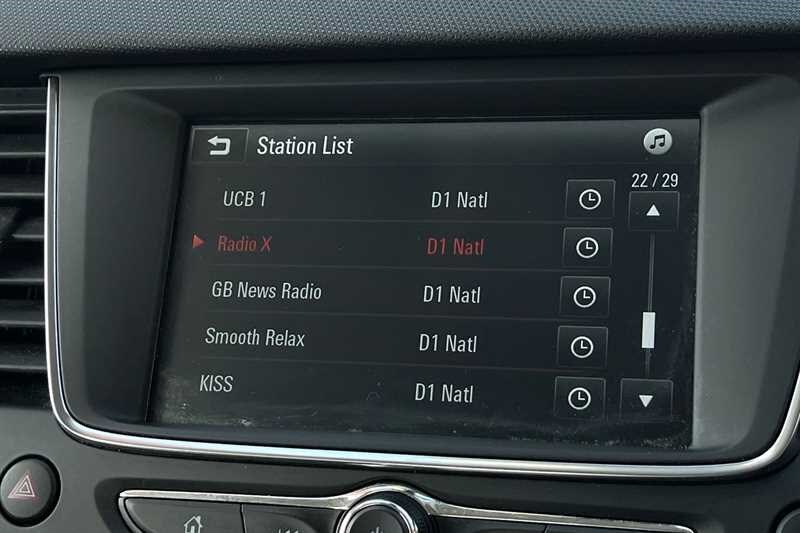 Station List
22 / 29
UCB 1 D1 Natl
Radio X D1 Natl
GB News Radio D1 Natl
Smooth Relax D1 Natl
KISS D1 Natl